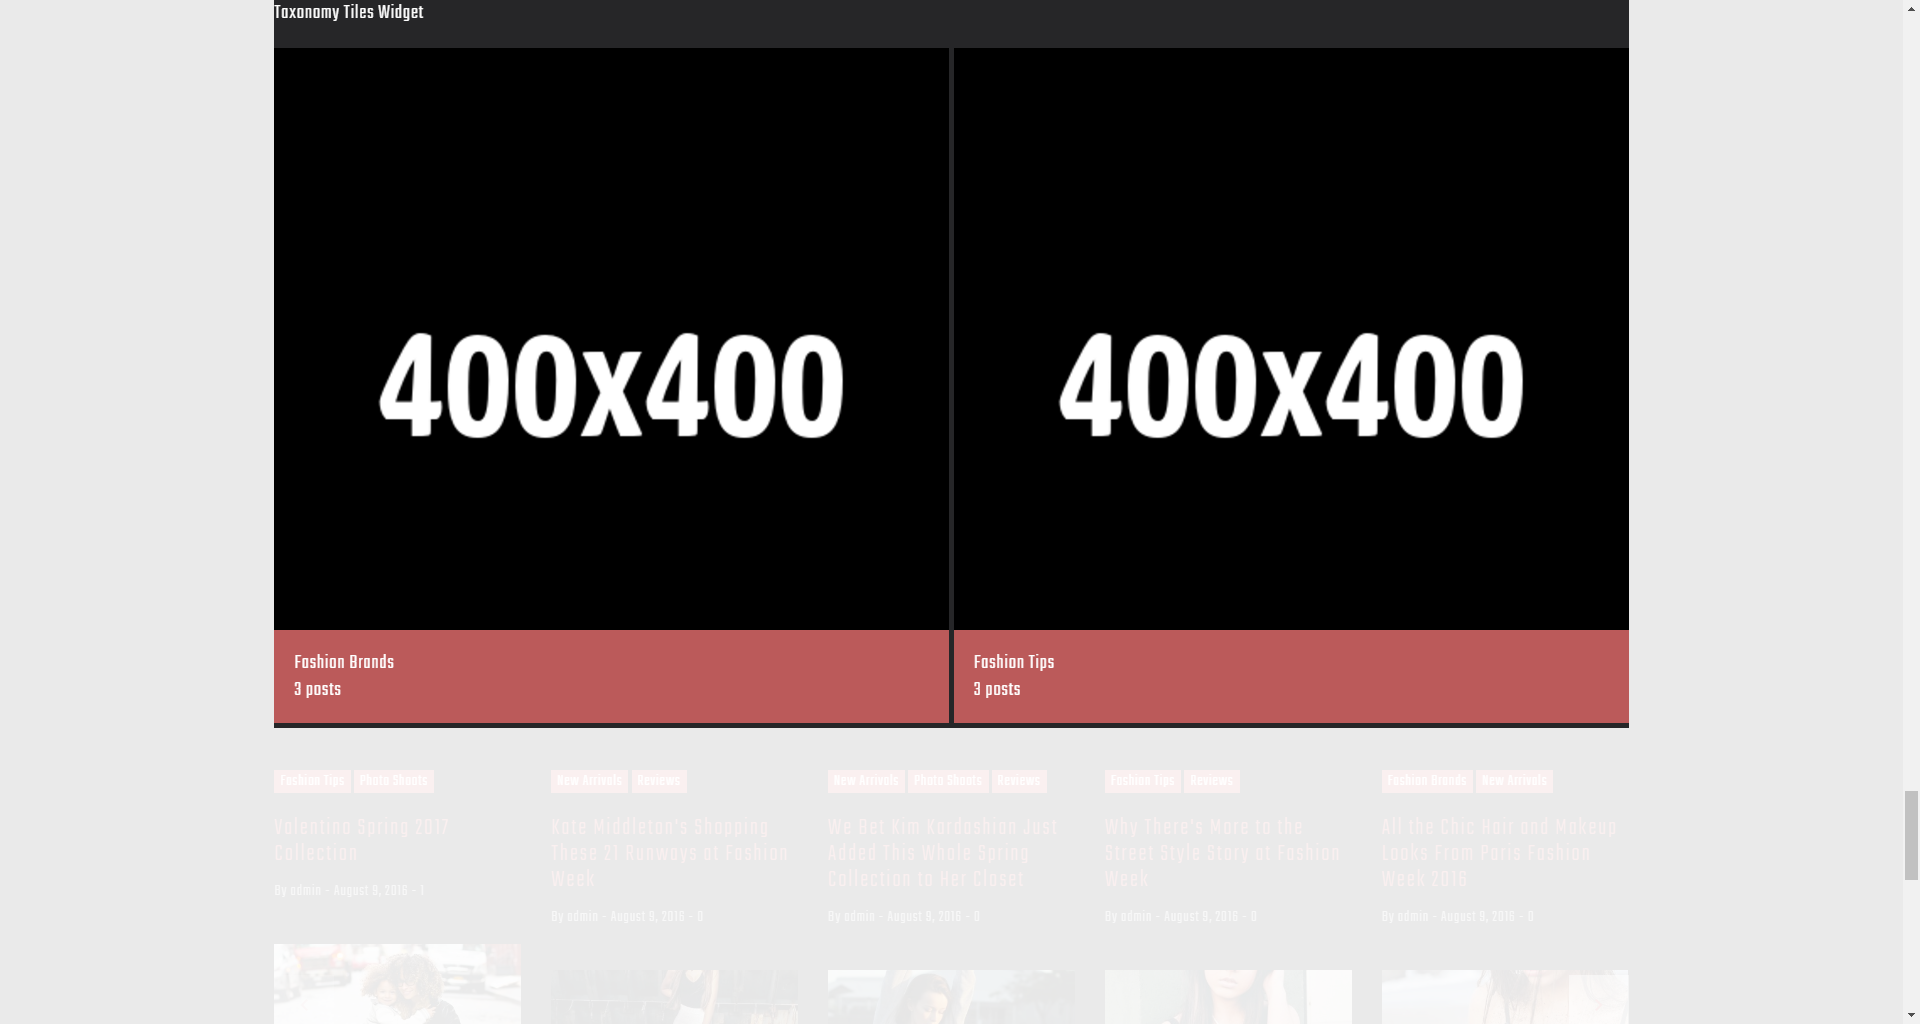 Taxonomy Tiles Widget
400x400
400x400
Fashion Brands
3 posts
Fashion Tips
3 posts
Fashion Tips Photo Shoots
Valentino Spring 2017
Collection
By admin - August 9, 2016 - 1
New Arrivals Reviews
Kate Middleton's Shopping
These 21 Runways at Fashion
Week
By admin - August 9, 2016 - 0
New Arrivals Photo Shoots Reviews
We Bet Kim Kardashian Just
Added This Whole Spring
Collection to Her Closet
By admin - August 9, 2016 - 0
Fashion Tips Reviews
Why There's More to the
Street Style Story at Fashion
Week
By admin - August 9, 2016 - 0
Fashion Brands New Arrivals
All the Chic Hair and Makeup
Looks From Paris Fashion
Week 2016
By admin - August 9, 2016 - 0